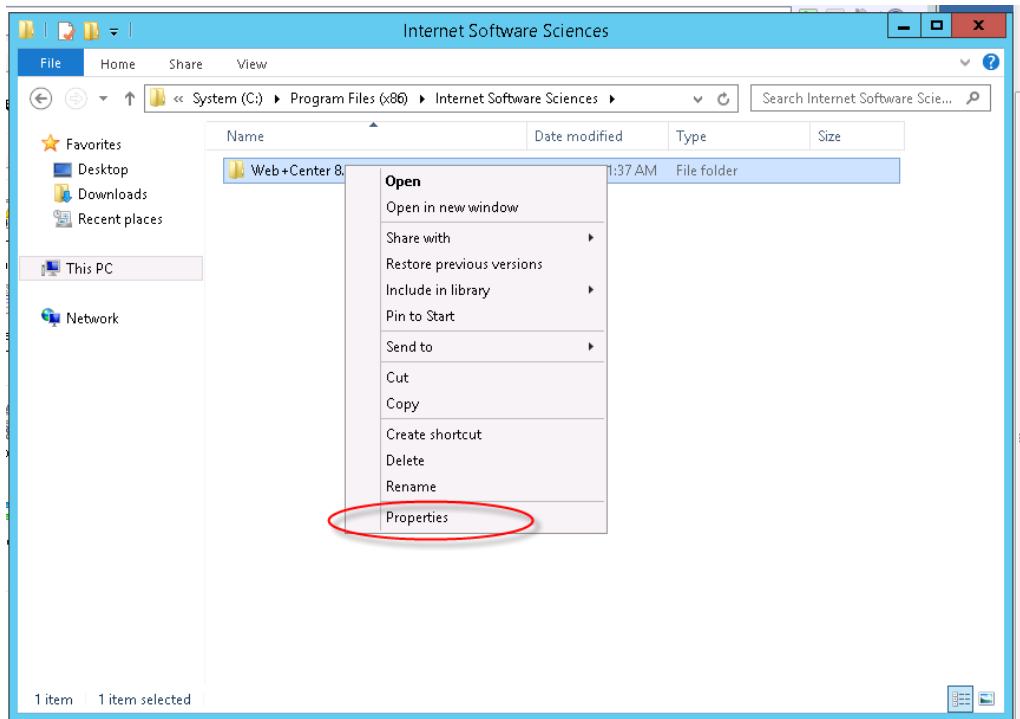 Internet Software Sciences
File Home Share View
« System (C:) Program Files (x86) Internet Software Sciences Search Internet Software Scie...
Name Date modified Type Size
Favorites
Desktop
Downloads
Recent places
This PC
Network
Web+Center 8. 1:37 AM File folder
Open
Open in new window
Share with
Restore previous versions
Include in library
Pin to Start
Send to
Cut
Copy
Create shortcut
Delete
Rename
Properties
1 item 1 item selected